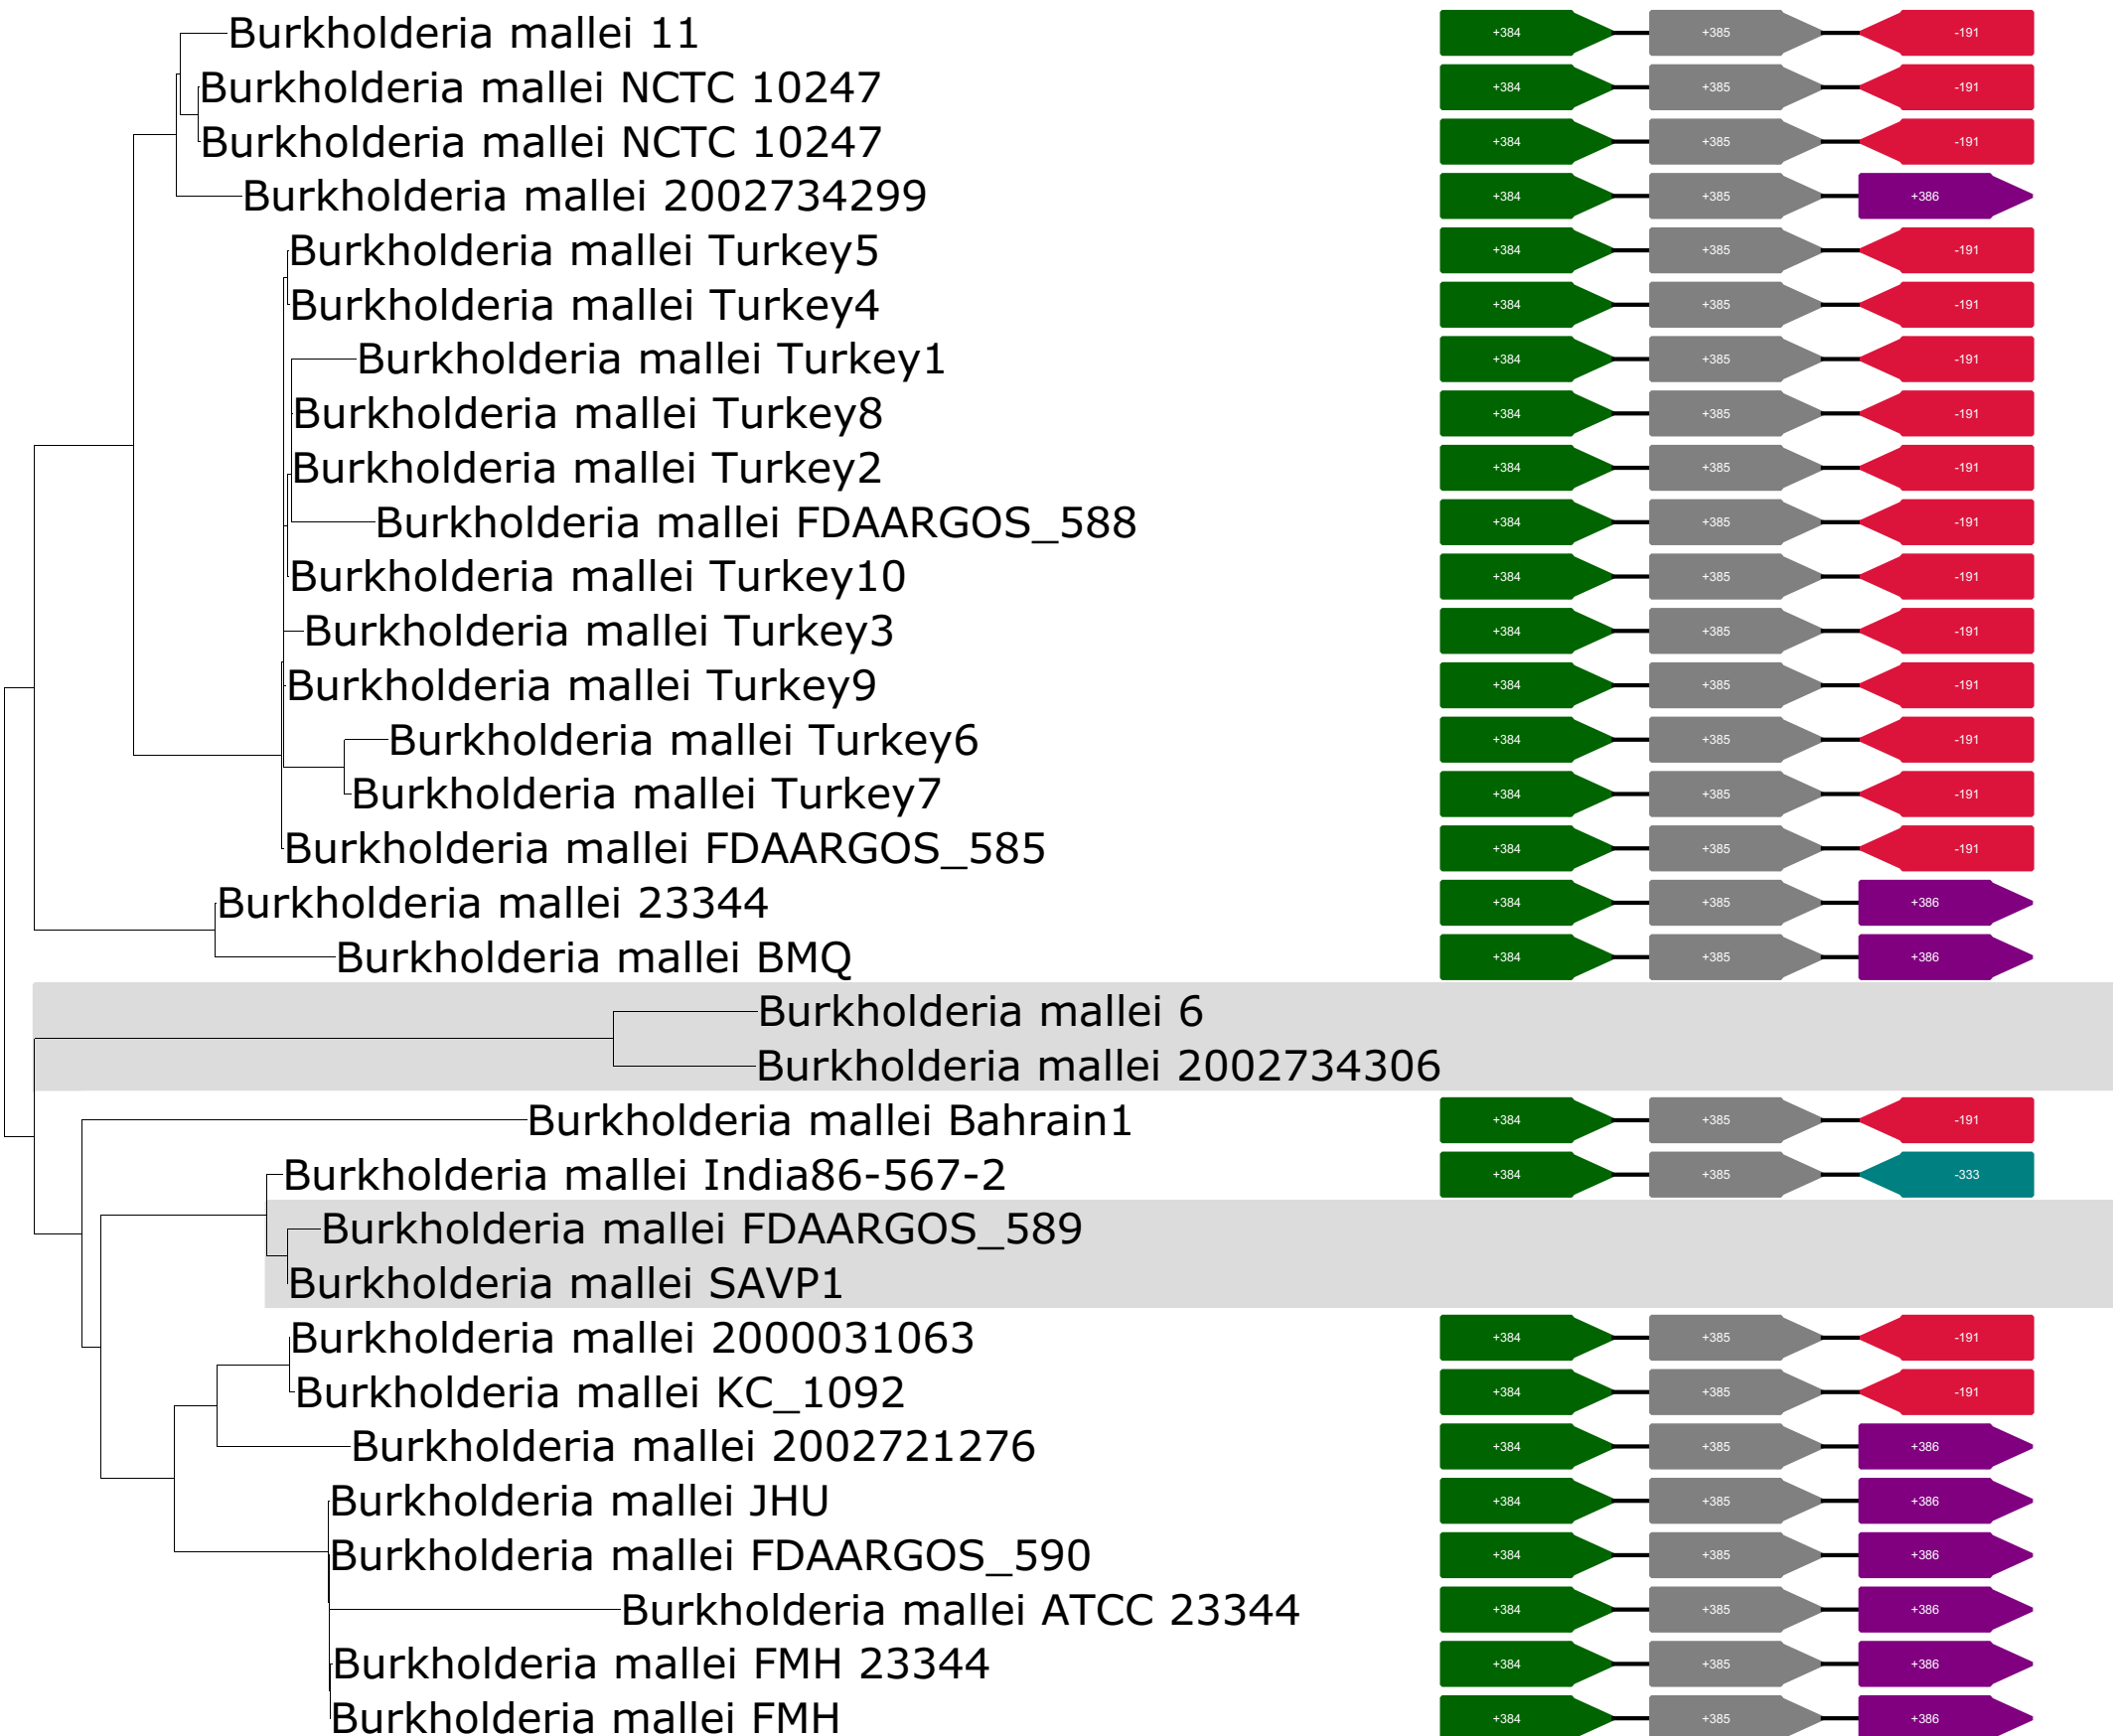 Burkholderia mallei 11 +384 +385 -191
Burkholderia mallei NCTC 10247 +384 +385 -191
Burkholderia mallei NCTC 10247 +384 +385 -191
Burkholderia mallei 2002734299 +384 +385 +386
Burkholderia mallei Turkey5 +384 +385 -191
Burkholderia mallei Turkey4 +384 +385 -191
Burkholderia mallei Turkey1 +384 +385 -191
Burkholderia mallei Turkey8 +384 +385 -191
Burkholderia mallei Turkey2 +384 +385 -191
Burkholderia mallei FDAARGOS_588 +384 +385 -191
Burkholderia mallei Turkey10 +384 +385 -191
Burkholderia mallei Turkey3 +384 +385 -191
Burkholderia mallei Turkey9 +384 +385 -191
Burkholderia mallei Turkey6 +384 +385 -191
Burkholderia mallei Turkey7 +384 +385 -191
Burkholderia mallei FDAARGOS_585 +384 +385 -191
Burkholderia mallei 23344 +384 +385 +386
Burkholderia mallei BMQ +384 +385 +386
Burkholderia mallei 6
Burkholderia mallei 2002734306
Burkholderia mallei Bahrain1 +384 +385 -191
Burkholderia mallei India86-567-2 +384 +385 -333
Burkholderia mallei FDAARGOS_589
Burkholderia mallei SAVP1
Burkholderia mallei 2000031063 +384 +385 -191
Burkholderia mallei KC_1092 +384 +385 -191
Burkholderia mallei 2002721276 +384 +385 +386
Burkholderia mallei JHU +384 +385 +386
Burkholderia mallei FDAARGOS_590 +384 +385 +386
Burkholderia mallei ATCC 23344 +384 +385 +386
Burkholderia mallei FMH 23344 +384 +385 +386
Burkholderia mallei FMH +384 +385 +386